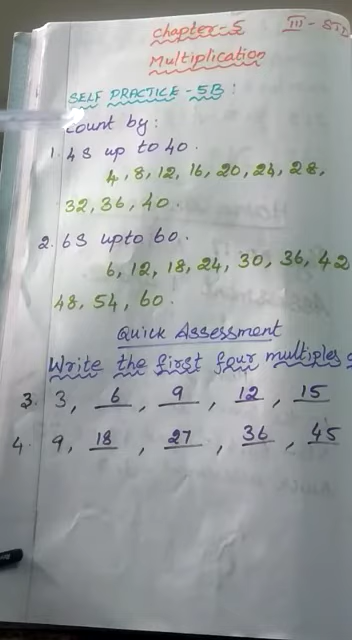 Chapter-5 III - STD
Multiplication
SELF PRACTICE - 5B :
Count by:
1. 4S up to 40.
4, 8, 12, 16, 20, 24, 28,
32, 36, 40.
2. 6S upto 60.
6, 12, 18, 24, 30, 36, 42
48, 54, 60.
Quick Assessment
Write the first four multiples
3. 3, 6, 9, 12, 15
4. 9, 18, 27, 36, 45